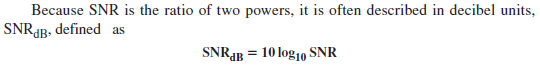 Because SNR is the ratio of two powers, it is often described in decibel units,
SNRdB, defined as
SNRdB = 10 log10 SNR